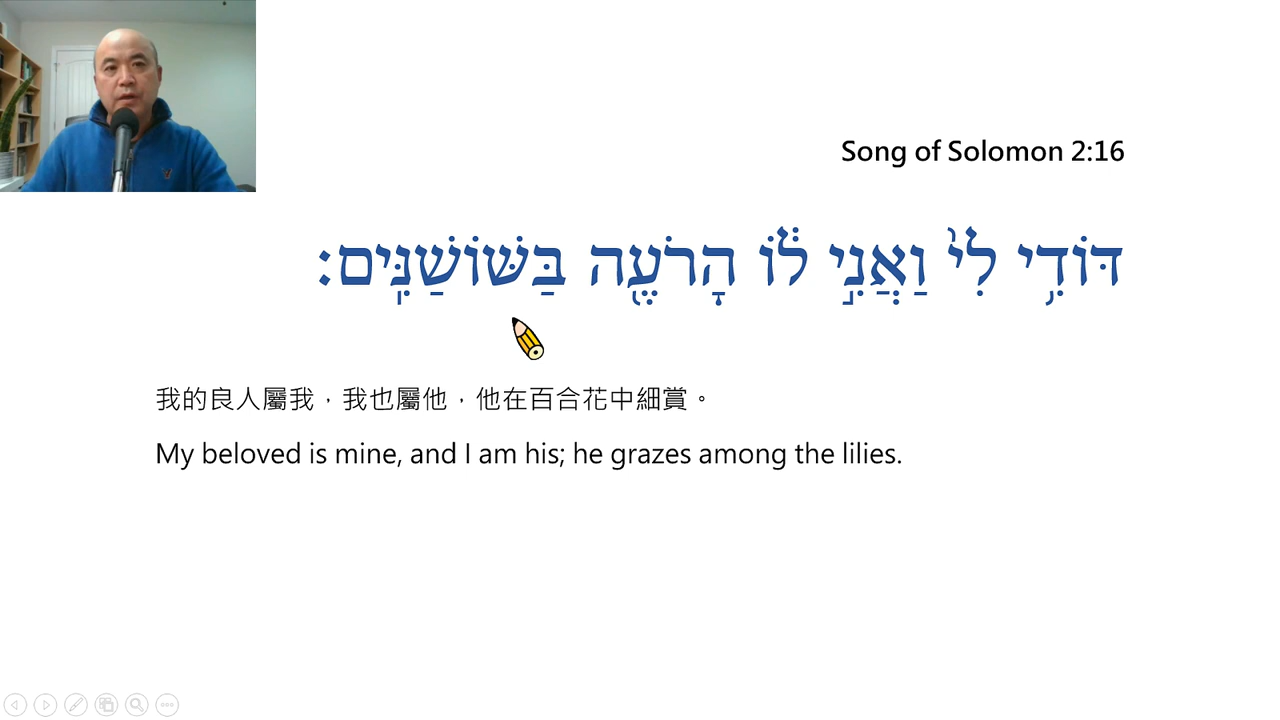 Song of Solomon 2:16
דּוֹדִ֥י לִי֙ וַאֲנִ֣י ל֔וֹ הָרֹעֶ֖ה בַּשּׁוֹשַׁנִּֽים׃
我的良人屬我，我也屬他，他在百合花中細賞。
My beloved is mine, and I am his; he grazes among the lilies.